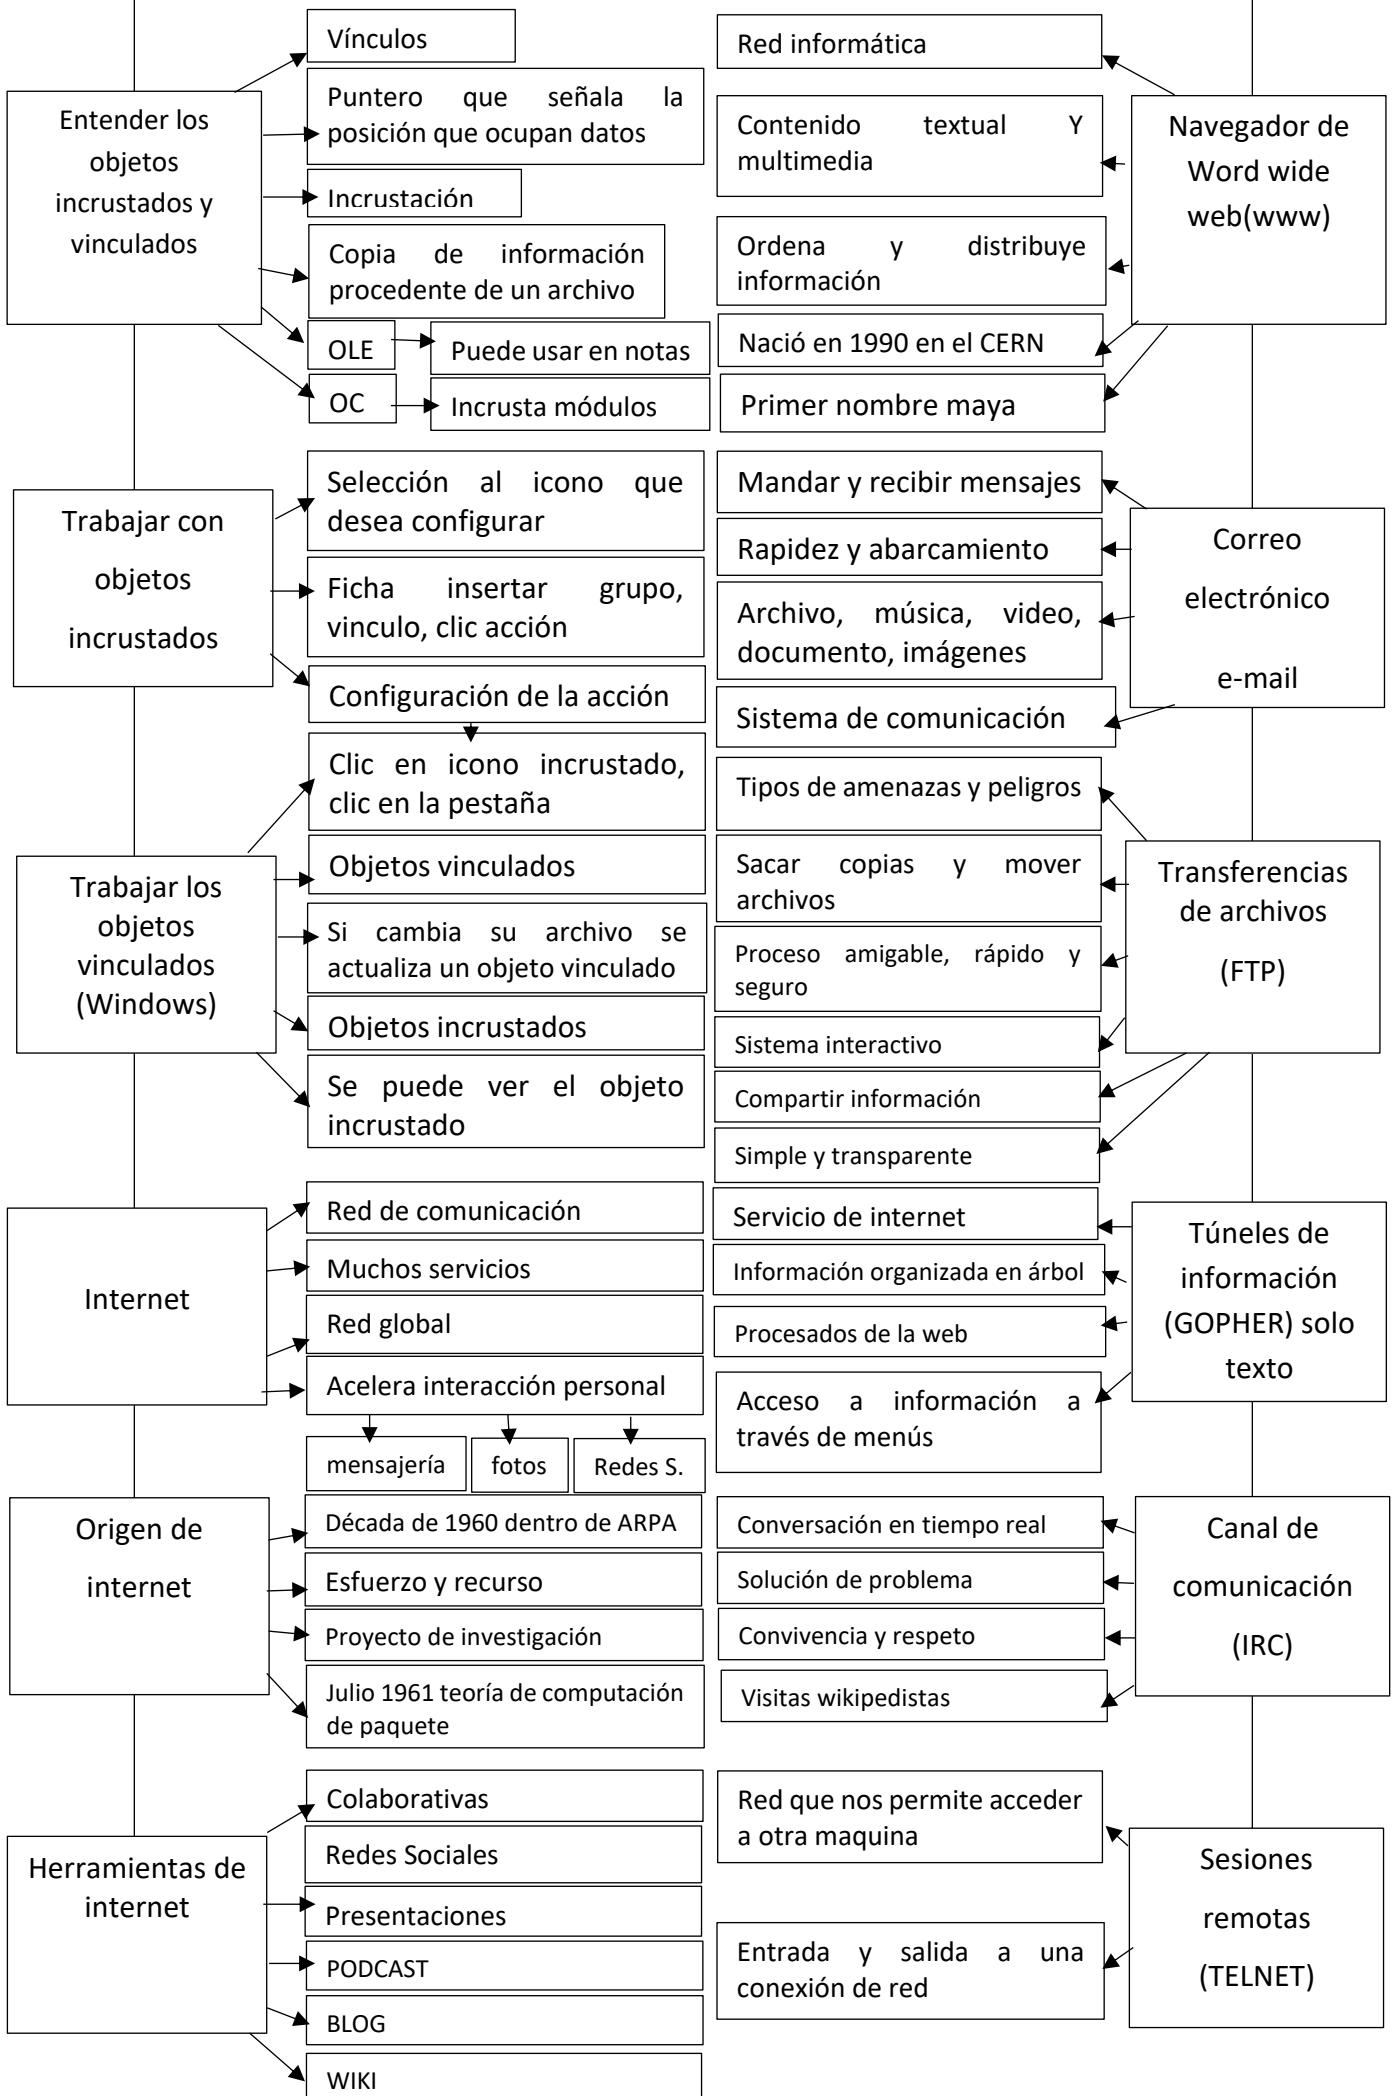 Entender los
objetos
incrustados y
vinculados
Vínculos
Puntero que señala la
posición que ocupan datos
Incrustación
Copia de información
procedente de un archivo
OLE
Puede usar en notas
OC
Incrusta módulos
Trabajar con
objetos
incrustados
Selección al icono que
desea configurar
Ficha insertar grupo,
vinculo, clic acción
Configuración de la acción
Clic en icono incrustado,
clic en la pestaña
Trabajar los
objetos
vinculados
(Windows)
Objetos vinculados
Si cambia su archivo se
actualiza un objeto vinculado
Objetos incrustados
Se puede ver el objeto
incrustado
Internet
Red de comunicación
Muchos servicios
Red global
Acelera interacción personal
mensajería
fotos
Redes S.
Origen de
internet
Década de 1960 dentro de ARPA
Esfuerzo y recurso
Proyecto de investigación
Julio 1961 teoría de computación
de paquete
Herramientas de
internet
Colaborativas
Redes Sociales
Presentaciones
PODCAST
BLOG
WIKI
Navegador de
Word wide
web(www)
Red informática
Contenido textual Y
multimedia
Ordena y distribuye
información
Nació en 1990 en el CERN
Primer nombre maya
Correo
electrónico
e-mail
Mandar y recibir mensajes
Rapidez y abarcamiento
Archivo, música, video,
documento, imágenes
Sistema de comunicación
Transferencias
de archivos
(FTP)
Tipos de amenazas y peligros
Sacar copias y mover
archivos
Proceso amigable, rápido y
seguro
Sistema interactivo
Compartir información
Simple y transparente
Túneles de
información
(GOPHER) solo
texto
Servicio de internet
Información organizada en árbol
Procesados de la web
Acceso a información a
través de menús
Canal de
comunicación
(IRC)
Conversación en tiempo real
Solución de problema
Convivencia y respeto
Visitas wikipedistas
Sesiones
remotas
(TELNET)
Red que nos permite acceder
a otra maquina
Entrada y salida a una
conexión de red